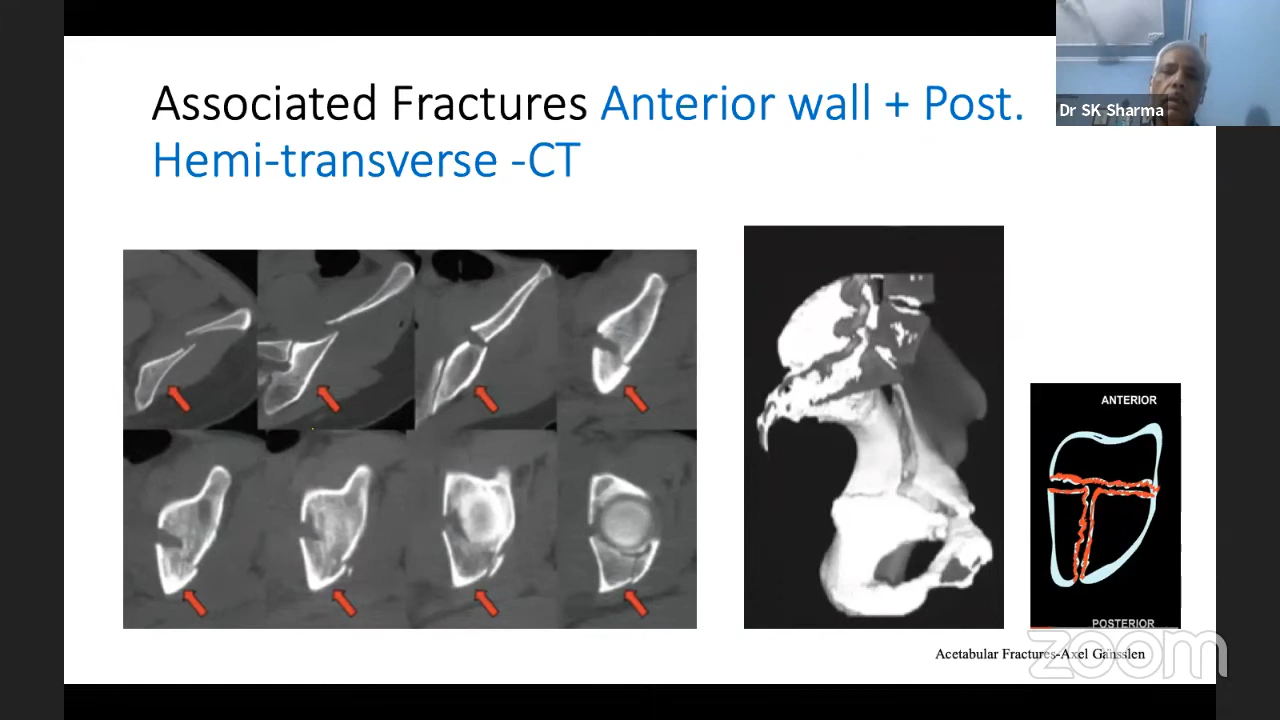 Associated Fractures Anterior wall + Post.
Hemi-transverse -CT
Dr SK Sharma
ANTERIOR
POSTERIOR
Acetabular Fractures-Axel Gänsslen
zoom